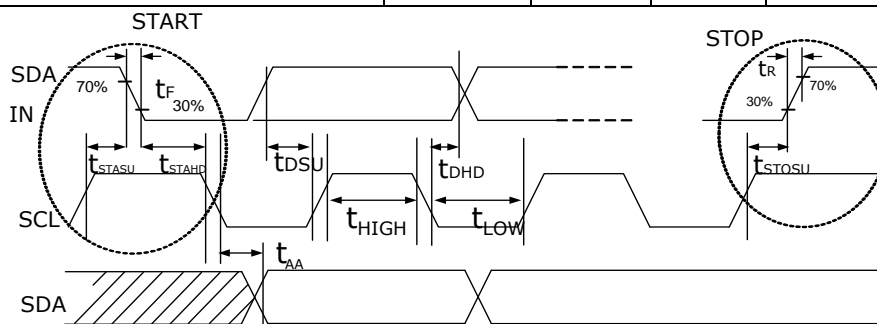 START
STOP
SDA
70%
tF
30%
tR
70%
30%
IN
tSTASU
tSTAHD
tDSU
tDHD
tSTOSU
SCL
tHIGH
tLOW
tAA
SDA